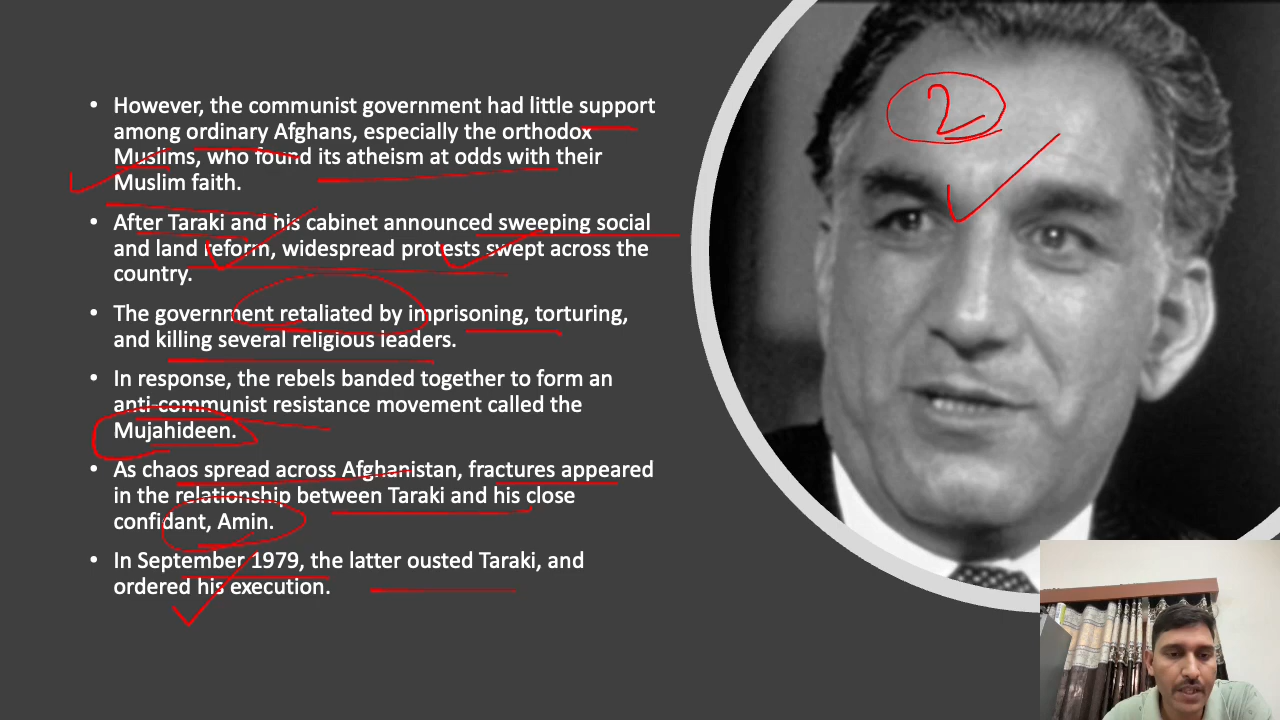 • However, the communist government had little support
among ordinary Afghans, especially the orthodox
Muslims, who found its atheism at odds with their
Muslim faith.
• After Taraki and his cabinet announced sweeping social
and land reform, widespread protests swept across the
country.
• The government retaliated by imprisoning, torturing,
and killing several religious leaders.
• In response, the rebels banded together to form an
anti-communist resistance movement called the
Mujahideen.
• As chaos spread across Afghanistan, fractures appeared
in the relationship between Taraki and his close
confidant, Amin.
• In September 1979, the latter ousted Taraki, and
ordered his execution.
2